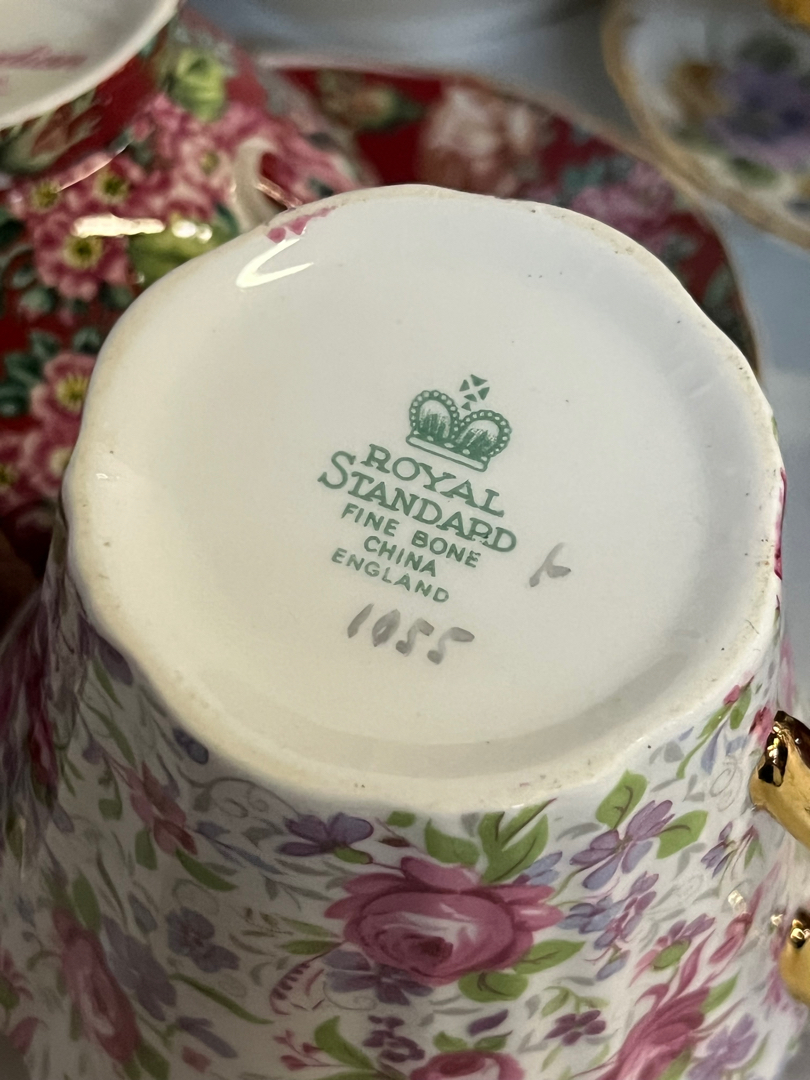 ROYAL
STANDARD
FINE BONE
CHINA
ENGLAND
1055